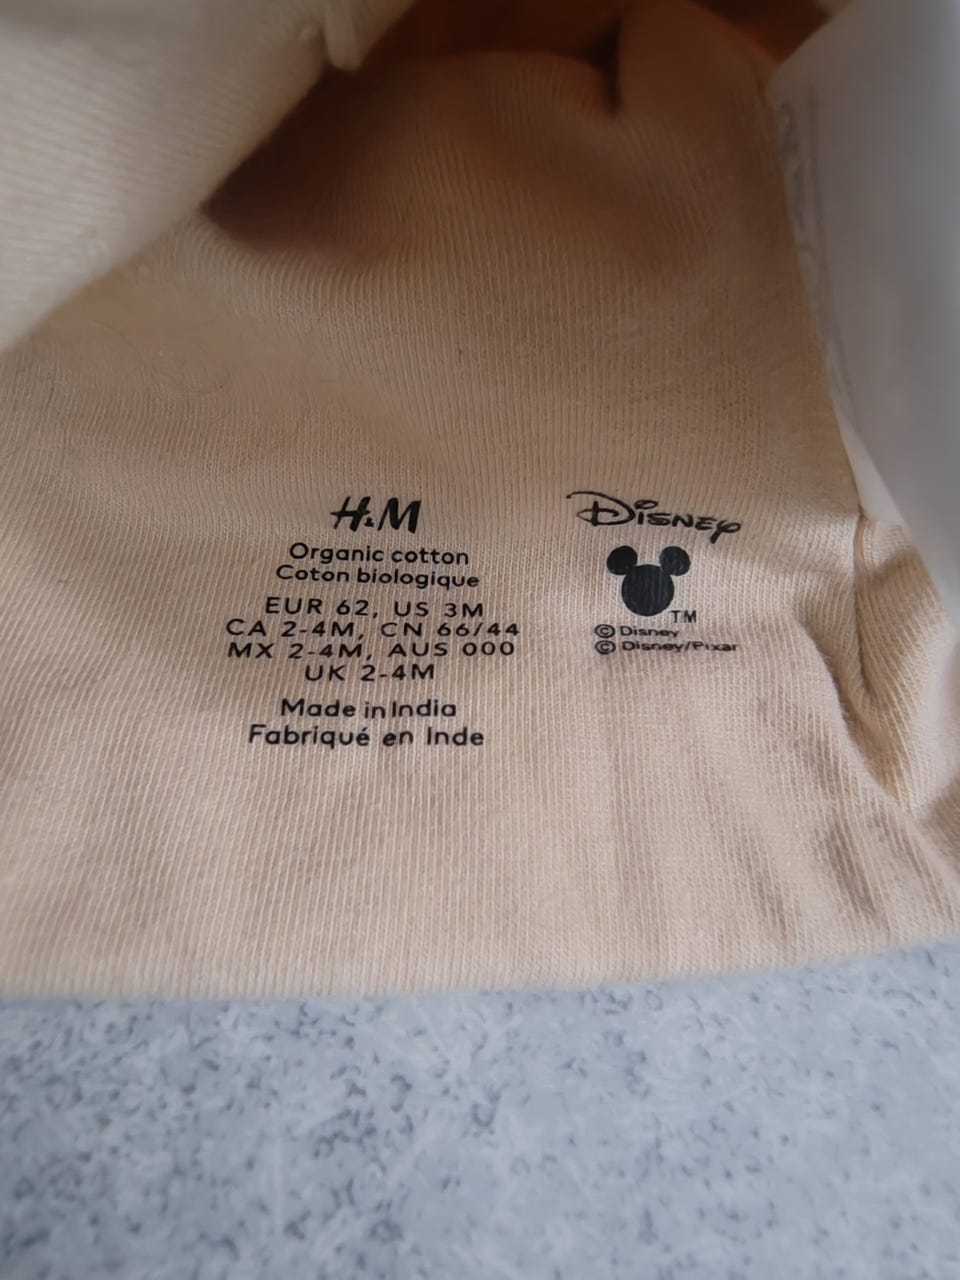 H&M
Organic cotton
Coton biologique
EUR 62, US 3M
CA 2-4M, CN 66/44
MX 2-4M, AUS 000
UK 2-4M
Made in India
Fabriqué en Inde
Disney
TM
© Disney
© Disney/Pixar